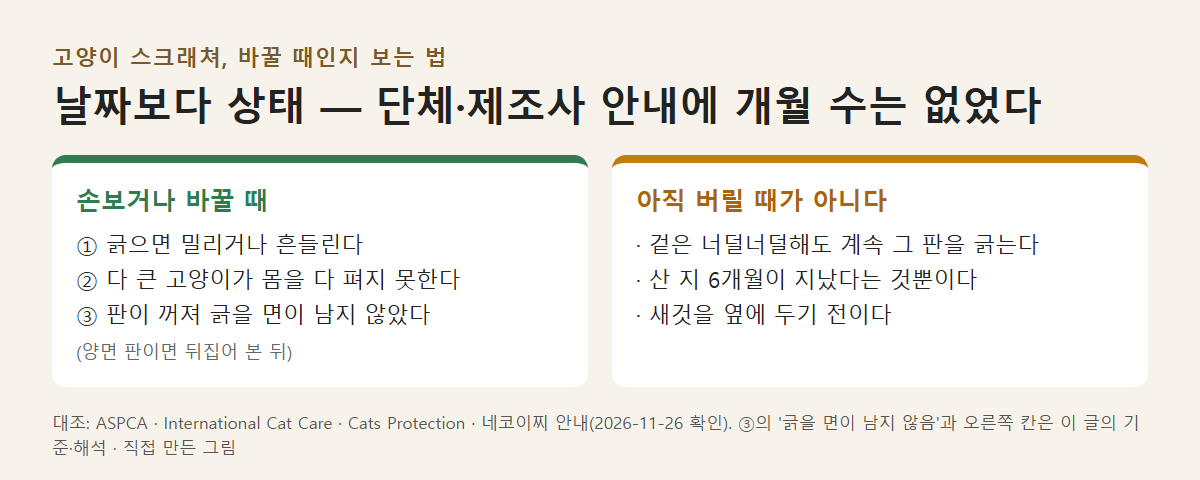 고양이 스크래쳐, 바꿀 때인지 보는 법
날짜보다 상태 — 단체·제조사 안내에 개월 수는 없었다
손보거나 바꿀 때
① 긁으면 밀리거나 흔들린다
② 다 큰 고양이가 몸을 다 펴지 못한다
③ 판이 꺼져 긁을 면이 남지 않았다
(양면 판이면 뒤집어 본 뒤)
아직 버릴 때가 아니다
· 겉은 너덜너덜해도 계속 그 판을 긁는다
· 산 지 6개월이 지났다는 것뿐이다
· 새것을 옆에 두기 전이다
대조: ASPCA · International Cat Care · Cats Protection · 네코이찌 안내(2026-11-26 확인). ③의 '긁을 면이 남지 않음'과 오른쪽 칸은 이 글의 기
준·해석 · 직접 만든 그림